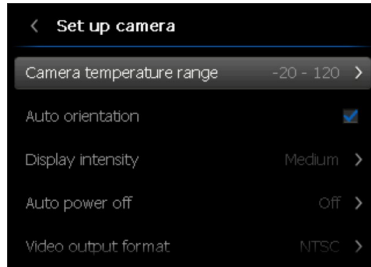 Set up camera
Camera temperature range -20 - 120
Auto orientation
Display intensity Medium
Auto power off Off
Video output format NTSC